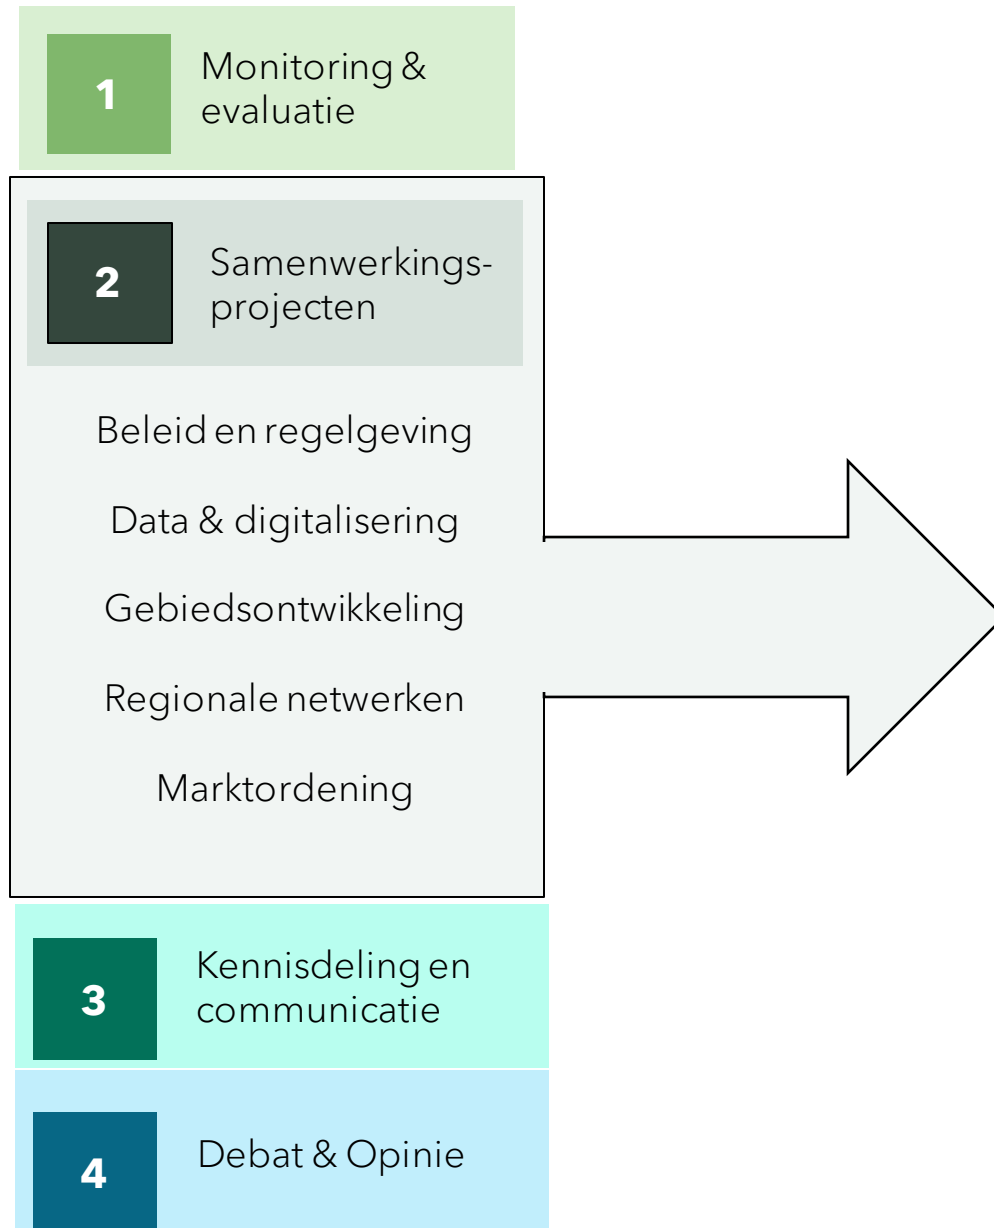 1
Monitoring &
evaluatie
2
Samenwerkings-
projecten
Beleid en regelgeving
Data & digitalisering
Gebiedsontwikkeling
Regionale netwerken
Marktordening
3
Kennisdeling en
communicatie
4
Debat & Opinie